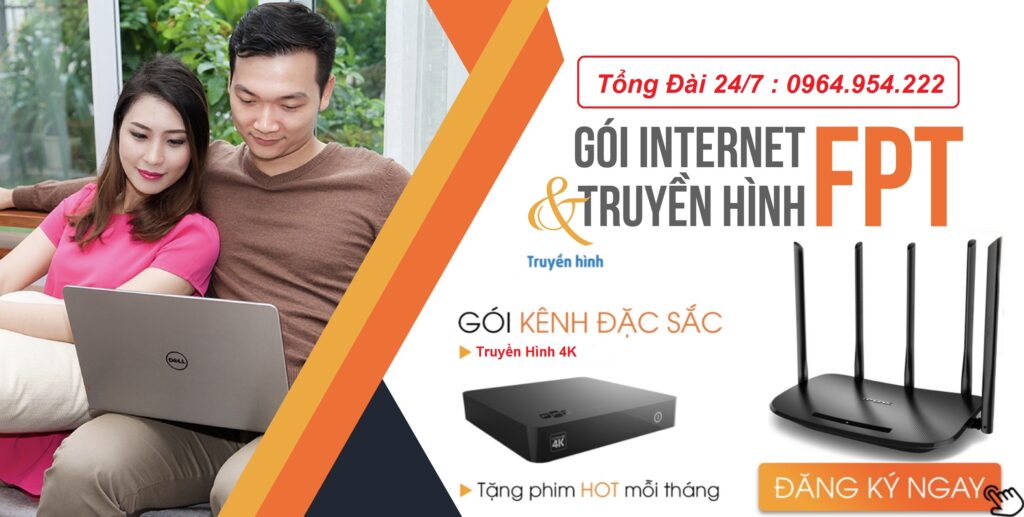 Tổng Đài 24/7 : 0964.954.222
GÓI INTERNET
& TRUYỀN HÌNH
FPT
Truyền hình
GÓI KÊNH ĐẶC SẮC
Truyền Hình 4K
4K
DELL
Tặng phim HOT mỗi tháng
ĐĂNG KÝ NGAY